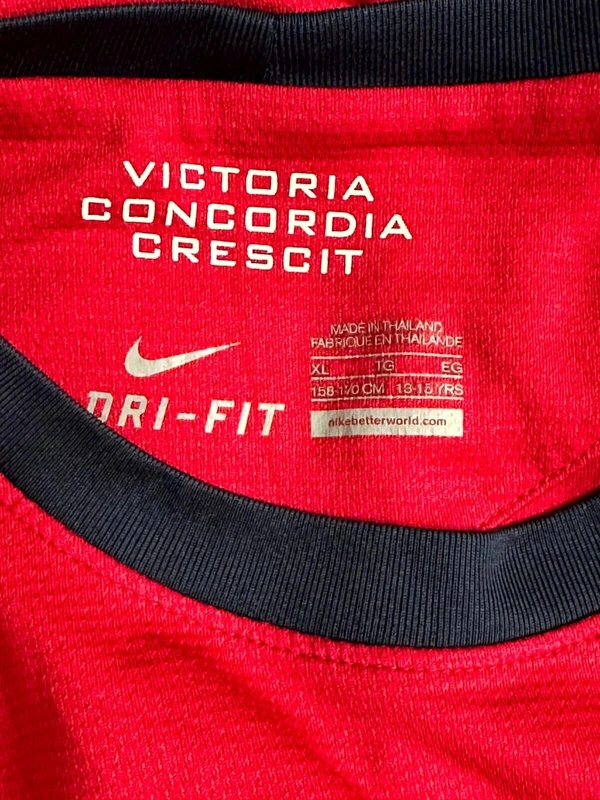 VICTORIA
CONCORDIA
CRESCIT
MADE IN THAILAND
FABRIQUE EN THAILANDE
XL TG EG
158-170 CM 13-15 YRS
DRI-FIT
nikebetterworld.com